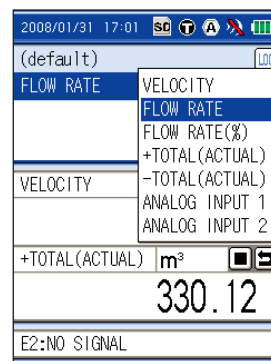 2008/01/31 17:01 SD T A
(default)
FLOW RATE
VELOCITY
FLOW RATE
FLOW RATE(%)
+TOTAL(ACTUAL)
-TOTAL(ACTUAL)
ANALOG INPUT 1
ANALOG INPUT 2
VELOCITY
+TOTAL(ACTUAL) m³
330.12
E2:NO SIGNAL